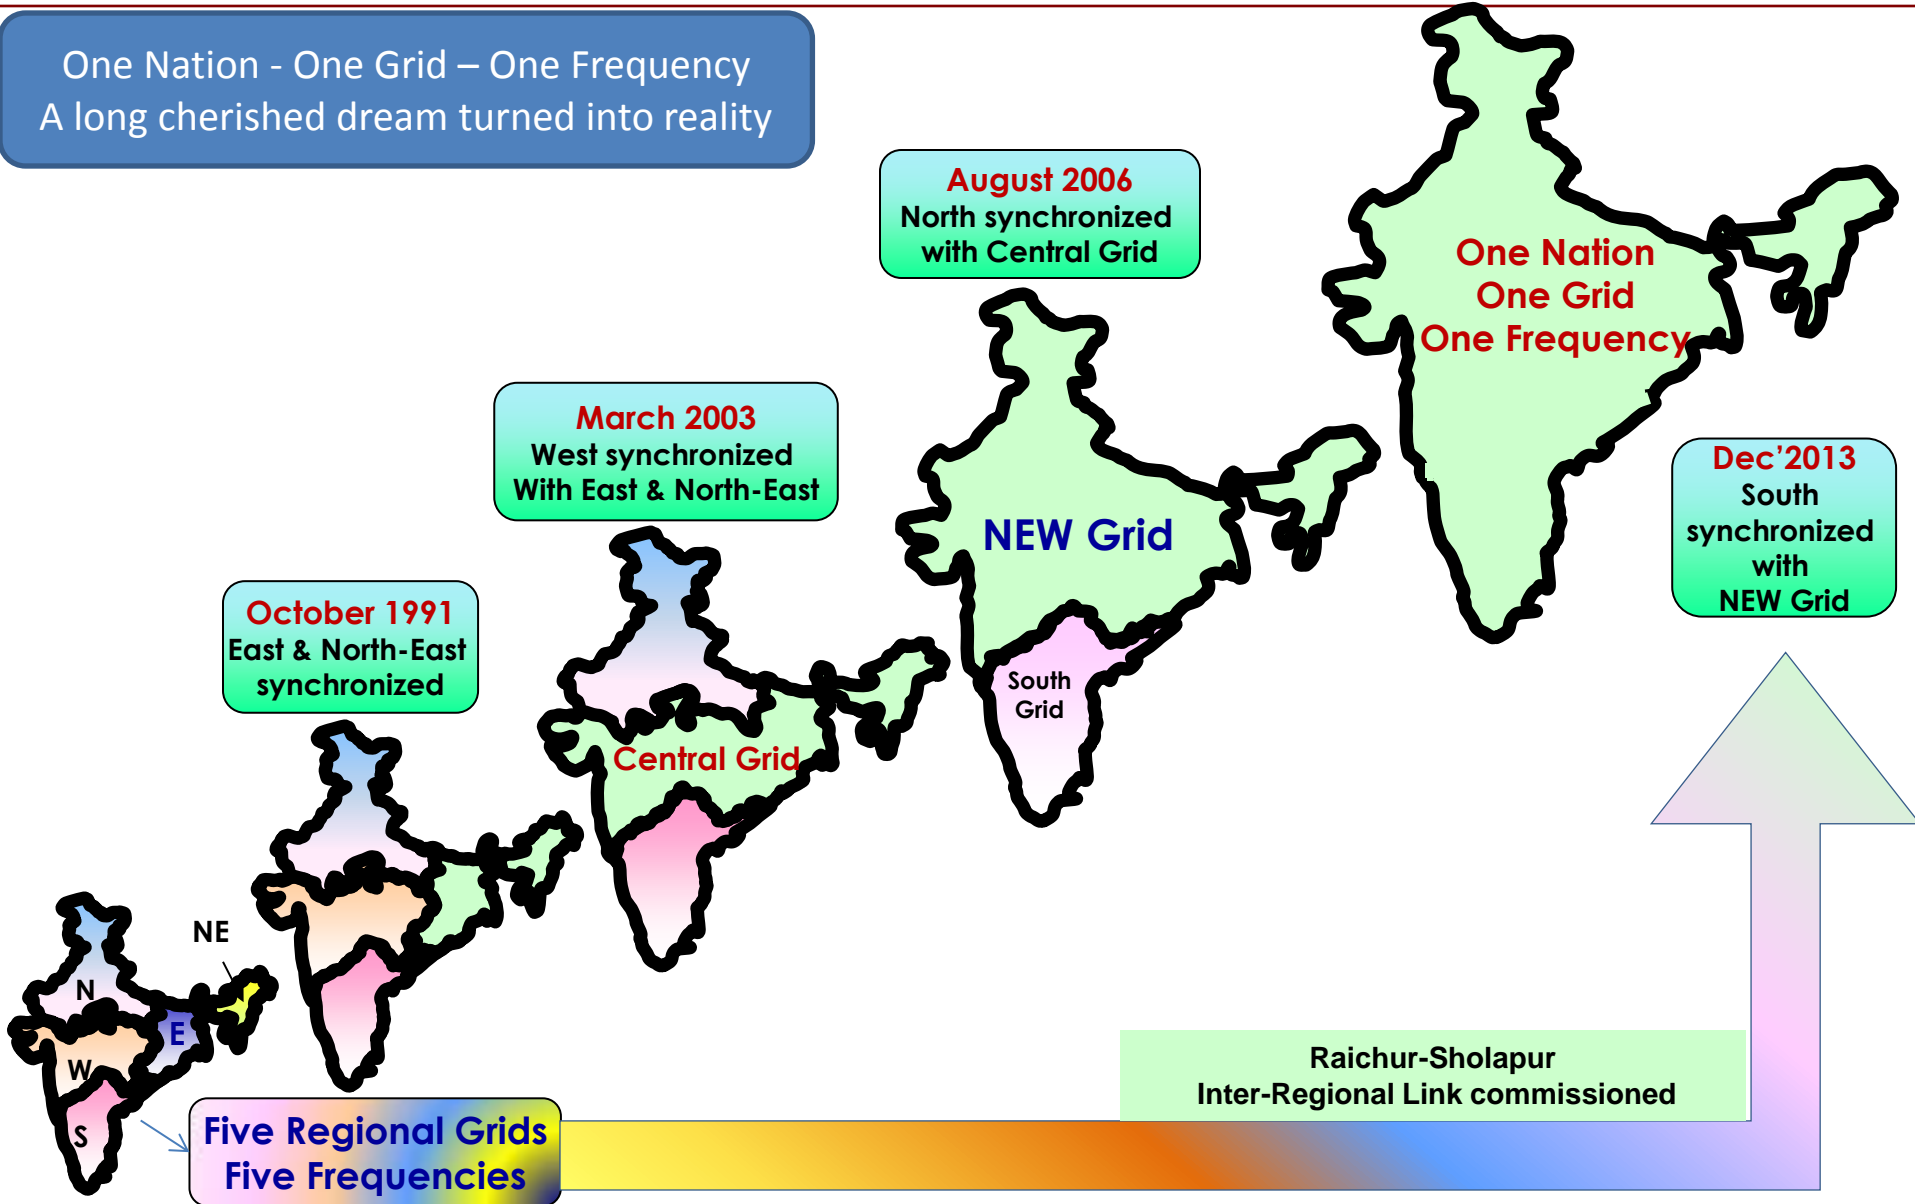 One Nation - One Grid – One Frequency
A long cherished dream turned into reality
August 2006
North synchronized
with Central Grid
One Nation
One Grid
One Frequency
March 2003
West synchronized
With East & North-East
Dec’2013
South
synchronized
with
NEW Grid
NEW Grid
October 1991
East & North-East
synchronized
South
Grid
Central Grid
NE
N
E
W
S
Raichur-Sholapur
Inter-Regional Link commissioned
Five Regional Grids
Five Frequencies